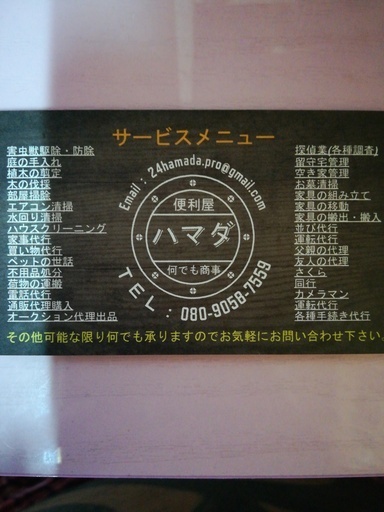 サービスメニュー
害虫獣駆除・防除
庭の手入れ
植木の剪定
木の伐採
部屋掃除
エアコン清掃
水回り清掃
ハウスクリーニング
家事代行
買い物代行
ペットの世話
不用品処分
荷物の運搬
電話代行
通販代理購入
オークション代理出品
Email : 24hamada.pro@gmail.com
便利屋
ハマダ
何でも商事
TEL : 080-9058-7559
探偵業(各種調査)
留守宅管理
空き家管理
お墓清掃
家具の組み立て
家具の移動
家具の搬出・搬入
並び代行
運転代行
父親の代理
友人の代理
さくら
同行
カメラマン
運転代行
各種手続き代行
その他可能な限り何でも承りますのでお気軽にお問い合わせ下さい。